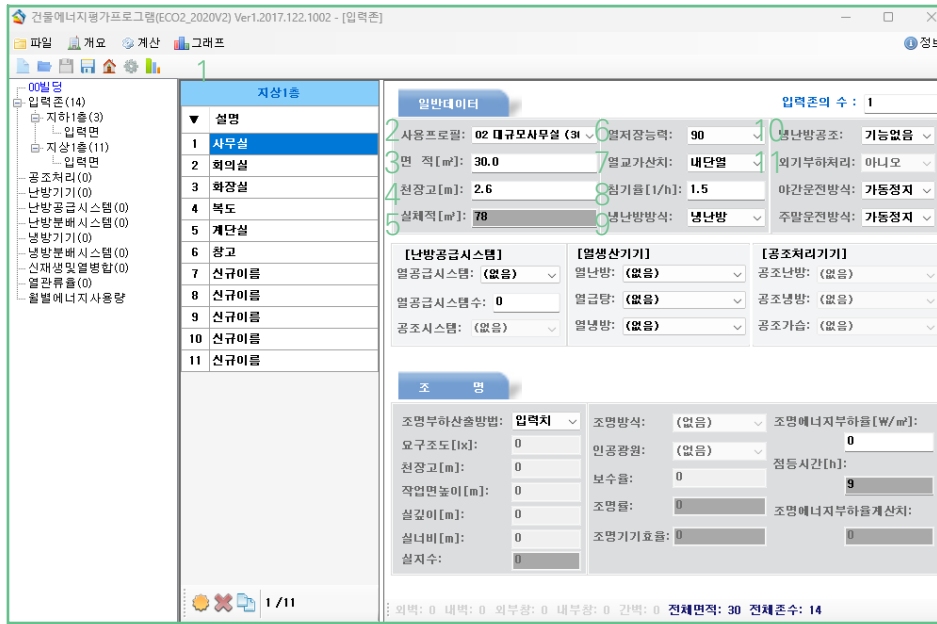 건물에너지평가프로그램(ECO2_2020V2) Ver1.2017.122.1002 - [입력존]
파일 개요 계산 그래프 정보
1
00빌딩
입력존(14)
지하1층(3)
입력면
지상1층(11)
입력면
공조처리(0)
난방기기(0)
난방공급시스템(0)
난방분배시스템(0)
냉방기기(0)
냉방분배시스템(0)
신재생및열병합(0)
열관류율(0)
월별에너지사용량
지상1층
▼ 설명
1 사무실
2 회의실
3 화장실
4 복도
5 계단실
6 창고
7 신규이름
8 신규이름
9 신규이름
10 신규이름
11 신규이름
1 /11
일반데이터 입력존의 수 : 1
2 사용프로필: 02 대규모사무실 (3( 6 열저장능력: 90 10 냉난방공조: 기능없음
3 면 적[㎡]: 30.0 7 열교가산치: 내단열 11 외기부하처리: 아니오
4 천장고[m]: 2.6 8 침기율[1/h]: 1.5 야간운전방식: 가동정지
5 실체적[㎥]: 78 9 냉난방방식: 냉난방 주말운전방식: 가동정지
[난방공급시스템] [열생산기기] [공조처리기기]
열공급시스템: (없음) 열난방: (없음) 공조난방: (없음)
열공급시스템수: 0 열급탕: (없음) 공조냉방: (없음)
공조시스템: (없음) 열냉방: (없음) 공조가습: (없음)
조 명
조명부하산출방법: 입력치 조명방식: (없음) 조명에너지부하율[W/㎡]:
0
요구조도[lx]: 0 인공광원: (없음)
점등시간[h]:
천장고[m]: 0 보수율: 0
9
작업면높이[m]: 0
실깊이[m]: 0 조명률: 0 조명에너지부하율계산치:
실너비[m]: 0 조명기기효율: 0 0
실지수: 0
외벽: 0 내벽: 0 외부창: 0 내부창: 0 간벽: 0 전체면적: 30 전체존수: 14